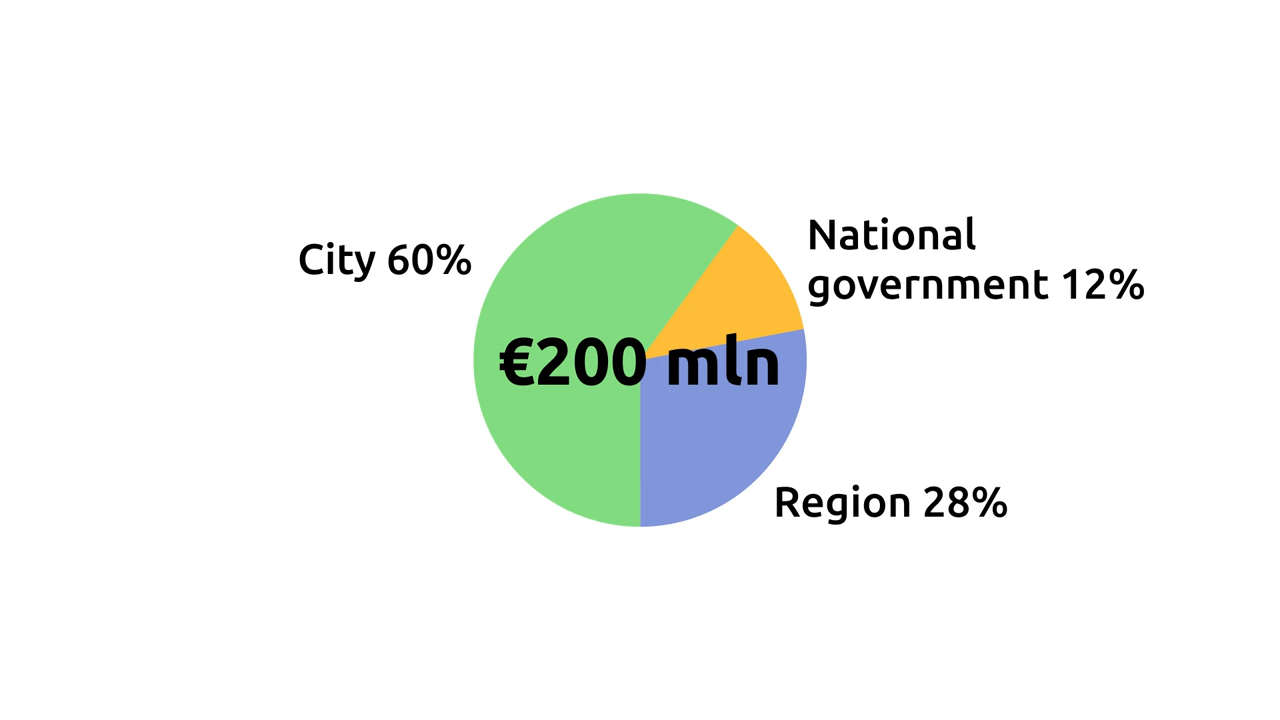 City 60%
National
government 12%
€200 mln
Region 28%